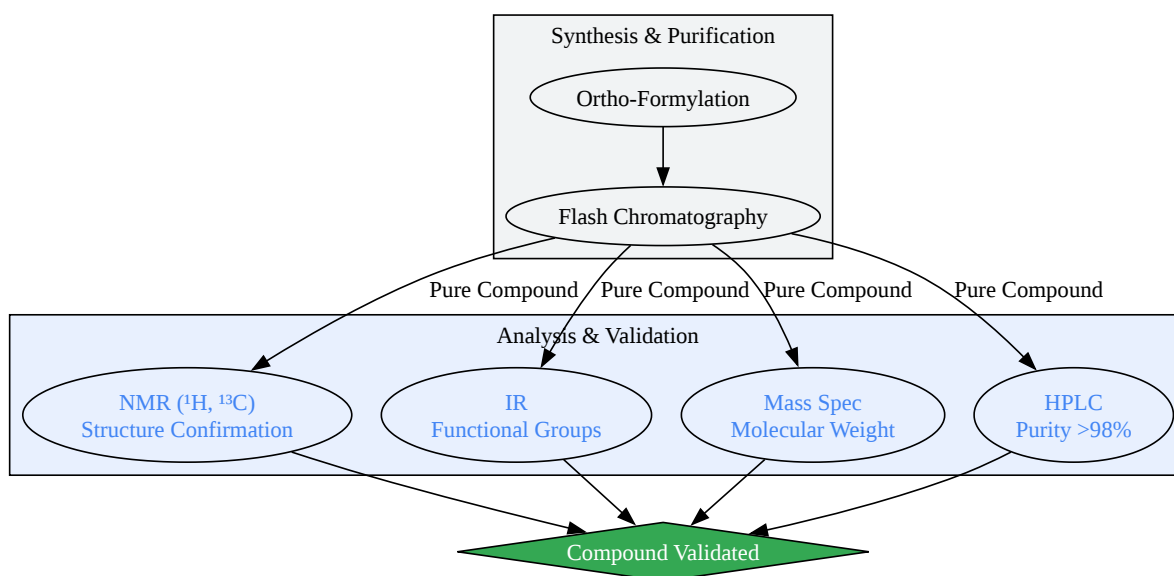 Synthesis & Purification
Ortho-Formylation
Flash Chromatography
Pure Compound
Pure Compound
Pure Compound
Pure Compound
Analysis & Validation
NMR (¹H, ¹³C)
Structure Confirmation
IR
Functional Groups
Mass Spec
Molecular Weight
HPLC
Purity >98%
Compound Validated